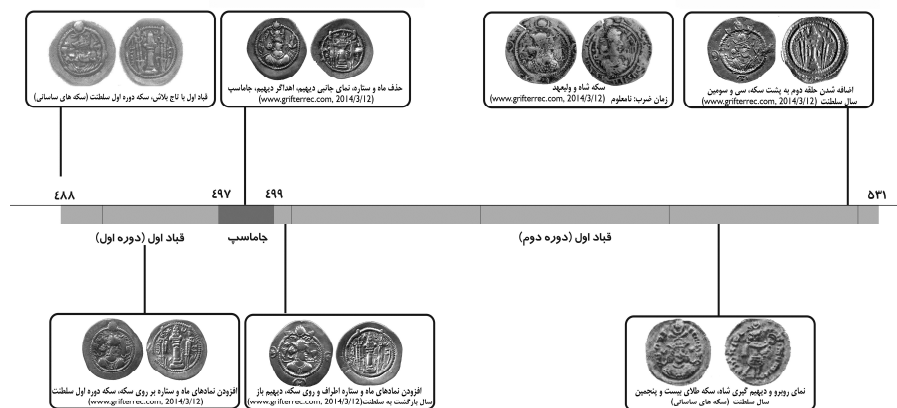 قباد اول با تاج بلاش، سکه دوره اول سلطنت (سکه های ساسانی)
حذف ماه و ستاره، نمای جانبی دیهیم، اهداگر دیهیم، جاماسپ
(www.grifterrec.com, 2014/3/12)
سکه شاه و ولیعهد
زمان ضرب: نامعلوم (www.grifterrec.com, 2014/3/12)
اضافه شدن حلقه دوم به پشت سکه، سی و سومین
سال سلطنت (www.grifterrec.com, 2014/3/12)
٤٨٨
٤٩٧
٤٩٩
٥٣١
قباد اول (دوره اول)
جاماسپ
قباد اول (دوره دوم)
افزودن نمادهای ماه و ستاره بر روی سکه، سکه دوره اول سلطنت
(www.grifterrec.com, 2014/3/12)
افزودن نمادهای ماه و ستاره اطراف و روی سکه، دیهیم باز
سال بازگشت به سلطنت (www.grifterrec.com, 2014/3/12)
نمای روبرو و دیهیم گیری شاه، سکه طلای بیست و پنجمین
سال سلطنت (سکه های ساسانی)